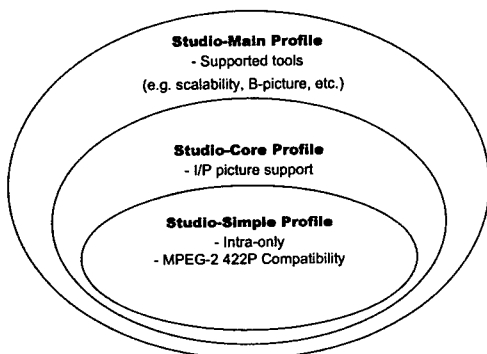 Studio-Main Profile
- Supported tools
(e.g. scalability, B-picture, etc.)
Studio-Core Profile
- I/P picture support
Studio-Simple Profile
- Intra-only
- MPEG-2 422P Compatibility